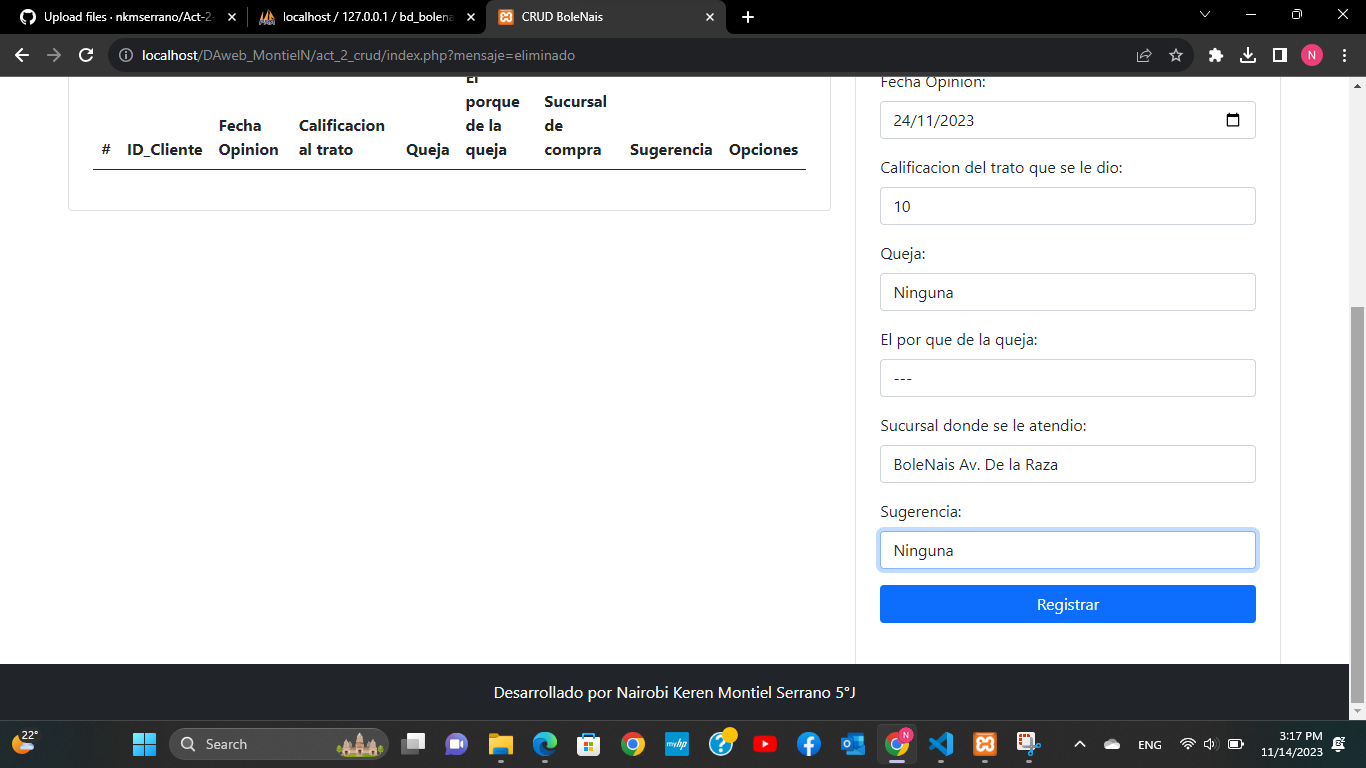 Upload files · nkmserrano/Act-2-
localhost / 127.0.0.1 / bd_bolena
CRUD BoleNais
localhost/DAweb_MontielN/act_2_crud/index.php?mensaje=eliminado
N
#
ID_Cliente
Fecha
Opinion
Calificacion
al trato
Queja
El
porque
de la
queja
Sucursal
de
compra
Sugerencia
Opciones
Fecha Opinion:
24/11/2023
Calificacion del trato que se le dio:
10
Queja:
Ninguna
El por que de la queja:
---
Sucursal donde se le atendio:
BoleNais Av. De la Raza
Sugerencia:
Ninguna
Registrar
Desarrollado por Nairobi Keren Montiel Serrano 5°J
22°
Search
myhp
N
ENG
3:17 PM
11/14/2023